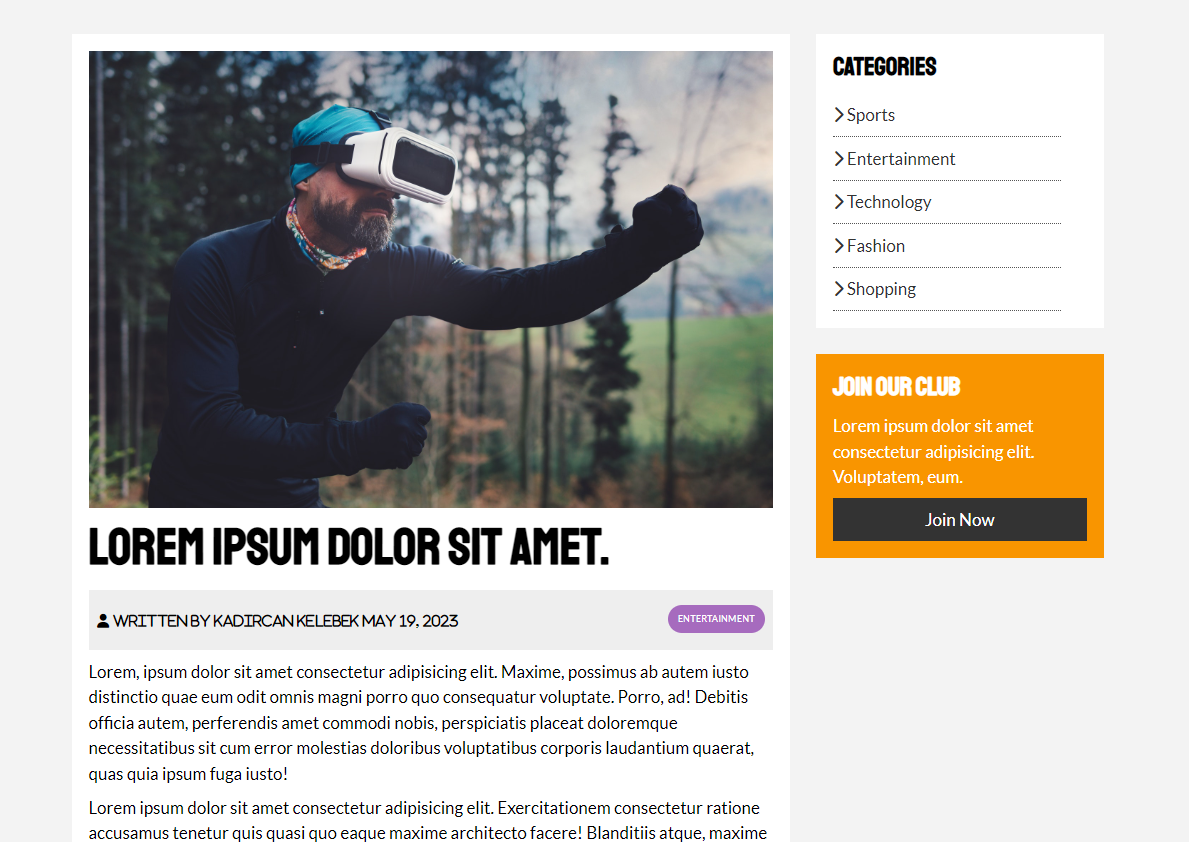 LOREM IPSUM DOLOR SIT AMET.
WRITTEN BY KADIRCAN KELEBEK MAY 19, 2023
ENTERTAINMENT
Lorem, ipsum dolor sit amet consectetur adipisicing elit. Maxime, possimus ab autem iusto
distinctio quae eum odit omnis magni porro quo consequatur voluptate. Porro, ad! Debitis
officia autem, perferendis amet commodi nobis, perspiciatis placeat doloremque
necessitatibus sit cum error molestias doloribus voluptatibus corporis laudantium quaerat,
quas quia ipsum fuga iusto!
Lorem ipsum dolor sit amet consectetur adipisicing elit. Exercitationem consectetur ratione
accusamus tenetur quis quasi quo eaque maxime architecto facere! Blanditiis atque, maxime
CATEGORIES
Sports
Entertainment
Technology
Fashion
Shopping
JOIN OUR CLUB
Lorem ipsum dolor sit amet
consectetur adipisicing elit.
Voluptatem, eum.
Join Now